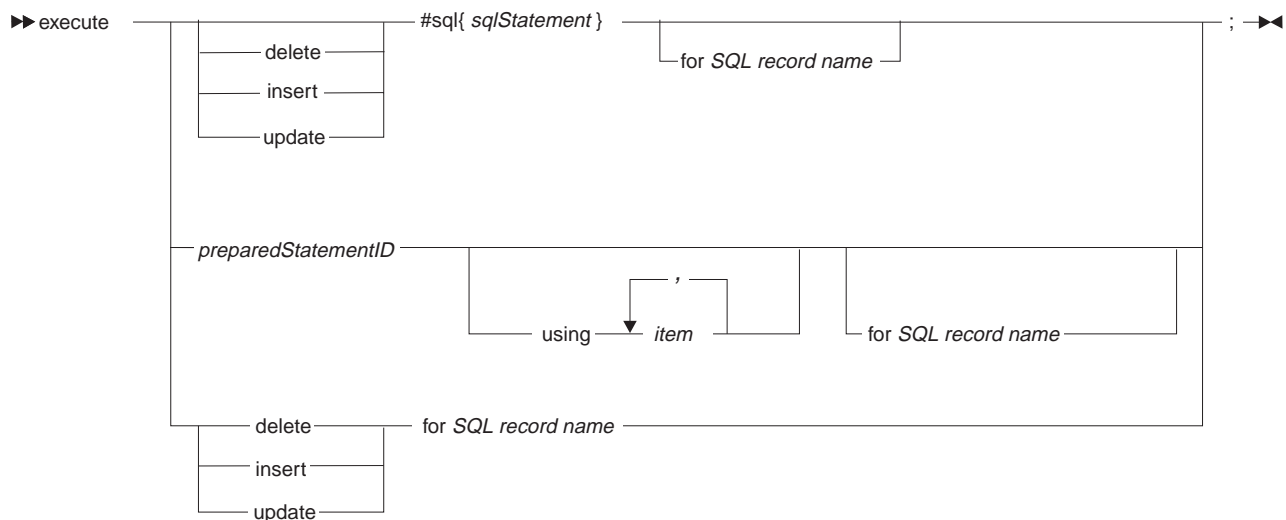 execute #sql{ sqlStatement } ;
delete for SQL record name
insert
update
preparedStatementID
,
using item for SQL record name
delete for SQL record name
insert
update